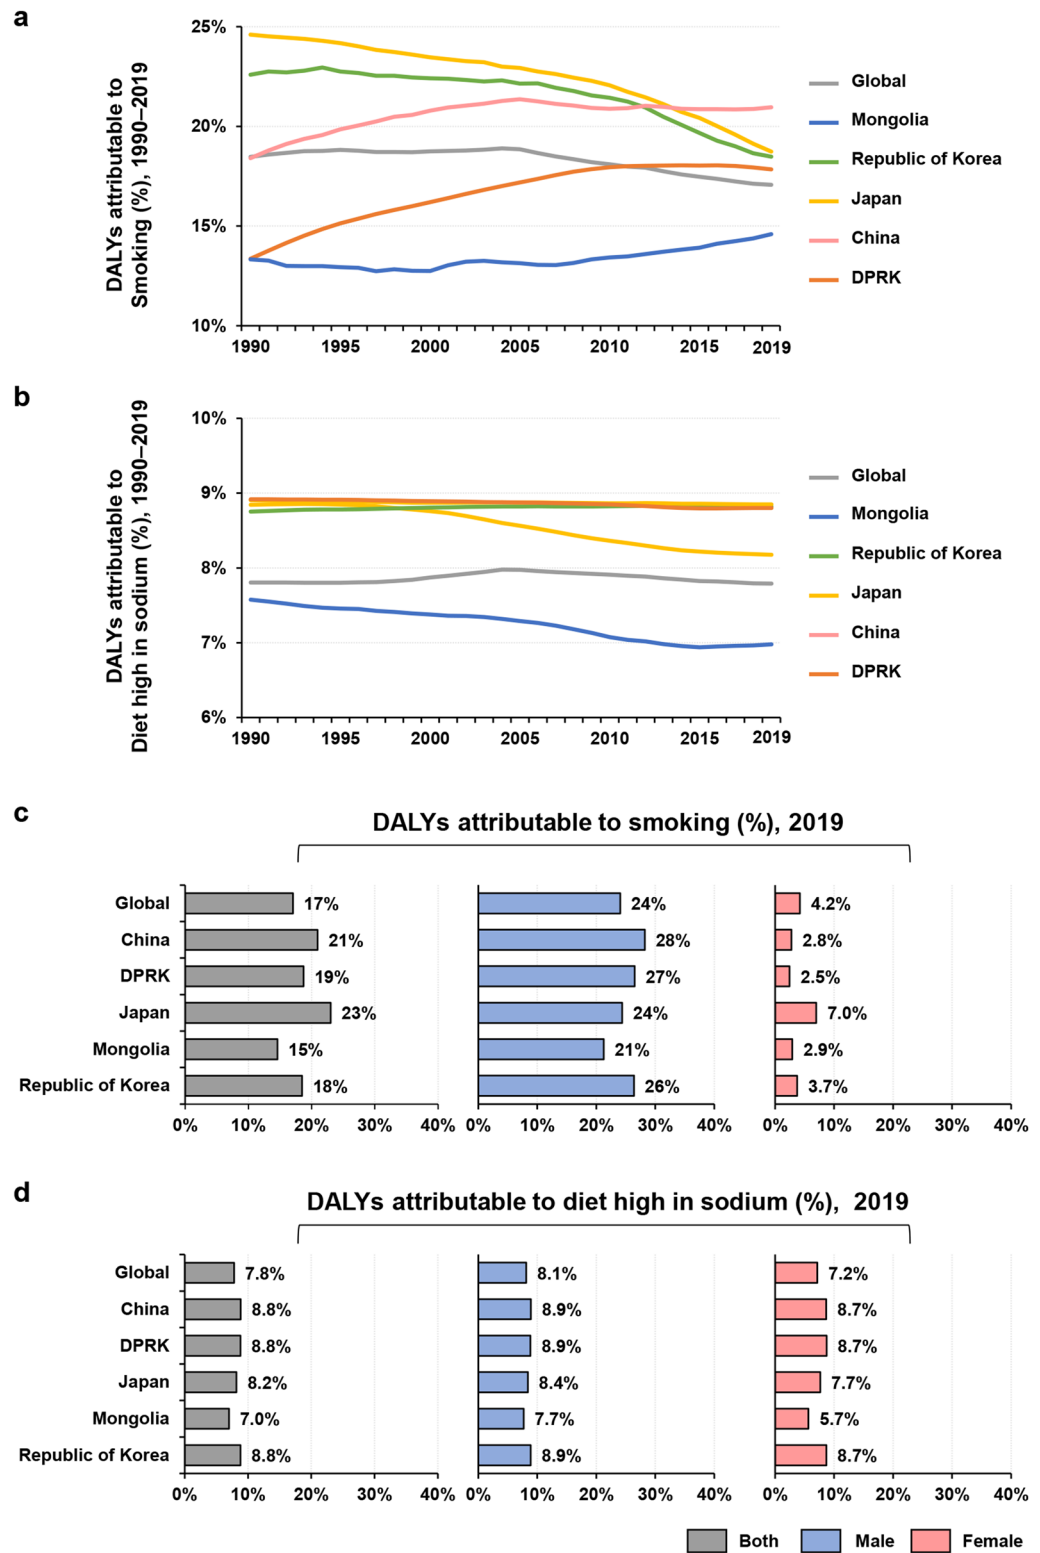 a
DALYs attributable to
Smoking (%), 1990–2019
25%
20%
15%
10%
1990 1995 2000 2005 2010 2015 2019
Global
Mongolia
Republic of Korea
Japan
China
DPRK
b
DALYs attributable to
Diet high in sodium (%), 1990–2019
10%
9%
8%
7%
6%
1990 1995 2000 2005 2010 2015 2019
Global
Mongolia
Republic of Korea
Japan
China
DPRK
c
DALYs attributable to smoking (%), 2019
Global 17% 24% 4.2%
China 21% 28% 2.8%
DPRK 19% 27% 2.5%
Japan 23% 24% 7.0%
Mongolia 15% 21% 2.9%
Republic of Korea 18% 26% 3.7%
0% 10% 20% 30% 40% 0% 10% 20% 30% 40% 0% 10% 20% 30% 40%
d
DALYs attributable to diet high in sodium (%), 2019
Global 7.8% 8.1% 7.2%
China 8.8% 8.9% 8.7%
DPRK 8.8% 8.9% 8.7%
Japan 8.2% 8.4% 7.7%
Mongolia 7.0% 7.7% 5.7%
Republic of Korea 8.8% 8.9% 8.7%
0% 10% 20% 30% 40% 0% 10% 20% 30% 40% 0% 10% 20% 30% 40%
Both Male Female